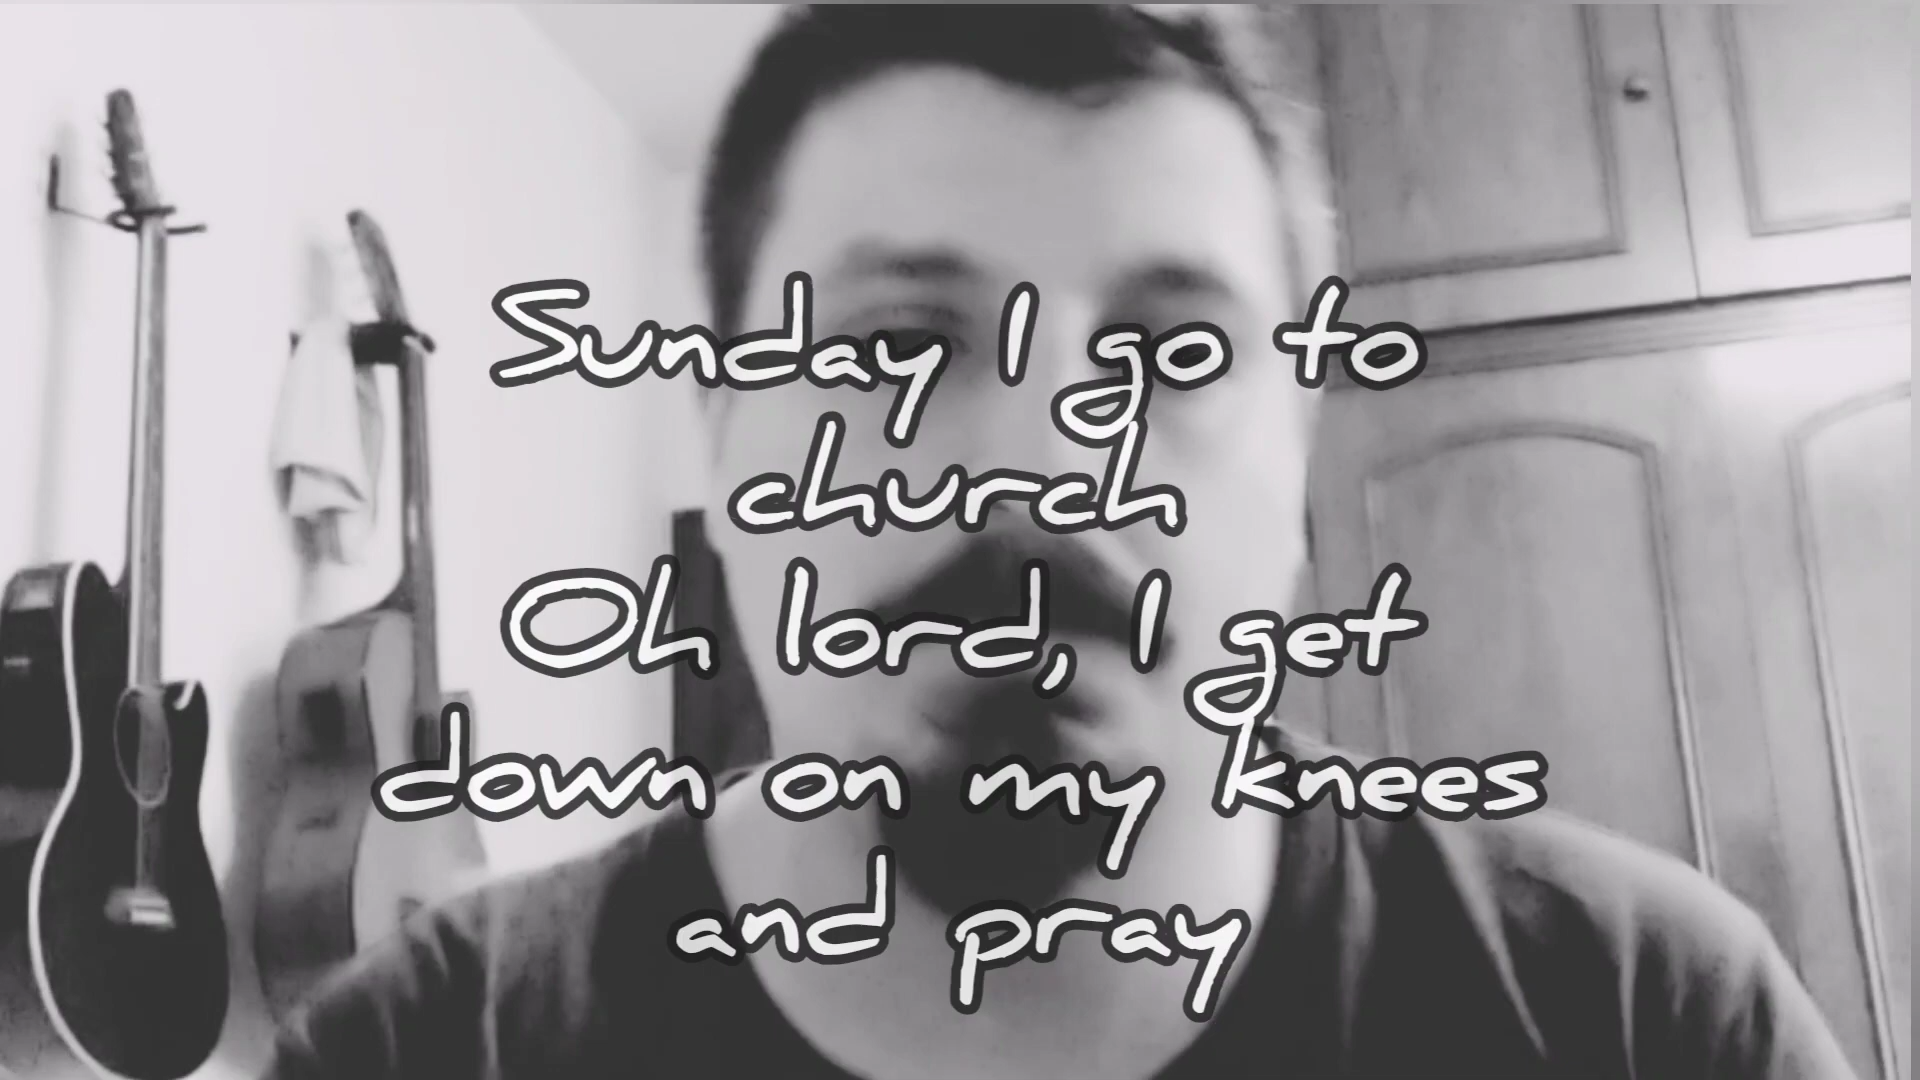 Sunday I go to
church
Oh lord, I get
down on my knees
and pray